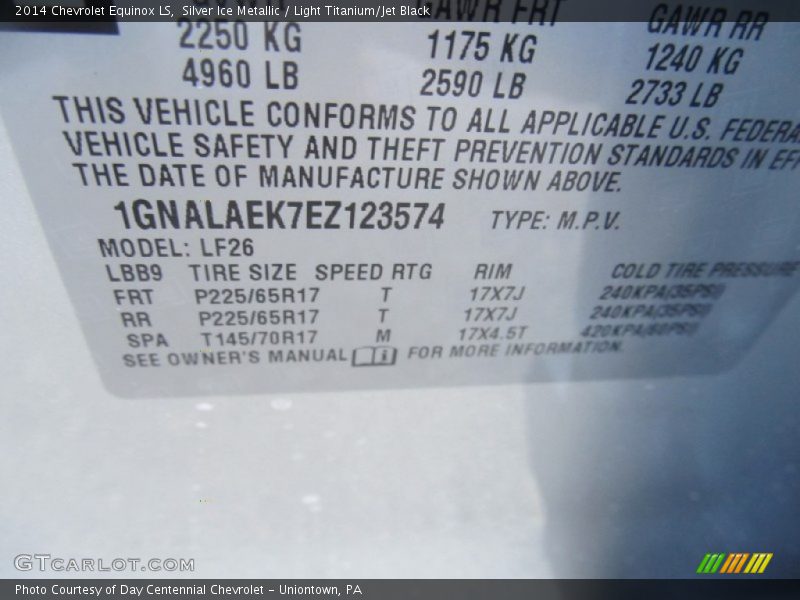 2014 Chevrolet Equinox LS, Silver Ice Metallic / Light Titanium/Jet Black
GAWR FRT GAWR RR
2250 KG 1175 KG 1240 KG
4960 LB 2590 LB 2733 LB
THIS VEHICLE CONFORMS TO ALL APPLICABLE U.S. FEDERA
VEHICLE SAFETY AND THEFT PREVENTION STANDARDS IN EFF
THE DATE OF MANUFACTURE SHOWN ABOVE.
1GNALAEK7EZ123574 TYPE: M.P.V.
MODEL: LF26
LBB9 TIRE SIZE SPEED RTG RIM COLD TIRE PRESSURE
FRT P225/65R17 T 17X7J 240KPA(35PSI)
RR P225/65R17 T 17X7J 240KPA(35PSI)
SPA T145/70R17 M 17X4.5T 420KPA(60PSI)
SEE OWNER'S MANUAL FOR MORE INFORMATION.
GTCARLOT.COM
Photo Courtesy of Day Centennial Chevrolet - Uniontown, PA